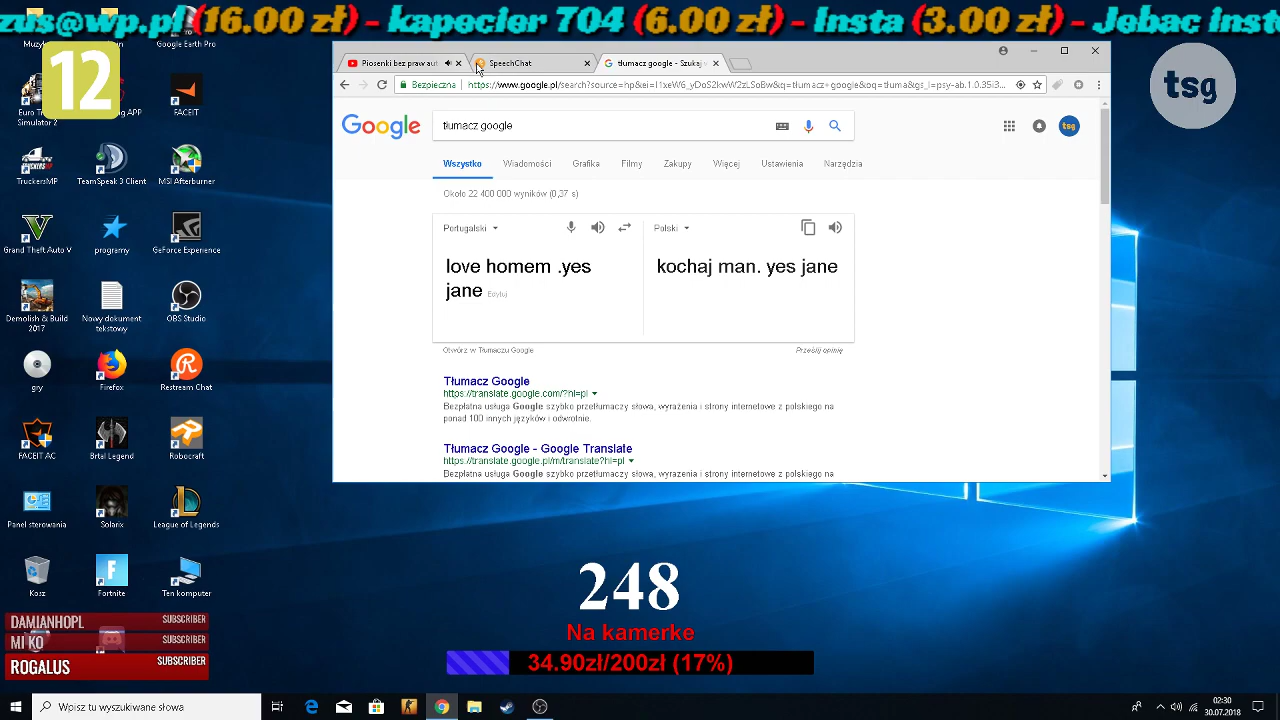 zus@wp.pl (16.00 zł) - kapecier 704 (6.00 zł) - Insta (3.00 zł) - Jebac inst
12
tsg
Google Earth Pro
Simulator 2
FACEIT
TruckersMP
TeamSpeak 3 Client
MSI Afterburner
Grand Theft Auto V
programy
GeForce Experience
Demolish & Build 2017
Nowy dokument tekstowy
OBS Studio
gry
Firefox
Restream Chat
FACEIT AC
Brtal Legend
Robocraft
Panel sterowania
Solarix
League of Legends
Kosz
Fortnite
Ten komputer
Piosenki bez praw aut
SpeechChat
tłumacz google - Szukaj
Bezpieczna
Google
tłumacz google
tsg
Wszystko Wiadomości Grafika Filmy Zakupy Więcej Ustawienia Narzędzia
Około 22 400 000 wyników (0,37 s)
Portugalski
Polski
love homem .yes
jane Edytuj
kochaj man. yes jane
Otwórz w Tłumaczu Google
Prześlij opinię
Tłumacz Google
https://translate.google.com/?hl=pl
Bezpłatna usługa Google szybko przetłumaczy słowa, wyrażenia i strony internetowe z polskiego na
ponad 100 innych języków i odwrotnie.
Tłumacz Google - Google Translate
https://translate.google.pl/m/translate?hl=pl
Bezpłatna usługa Google szybko przetłumaczy słowa, wyrażenia i strony internetowe z polskiego na
248
Na kamerke
34.90zł/200zł (17%)
DAMIANHOPL SUBSCRIBER
MI KO SUBSCRIBER
ROGALUS SUBSCRIBER
Wpisz tu wyszukiwane słowa
02:30
30.07.2018